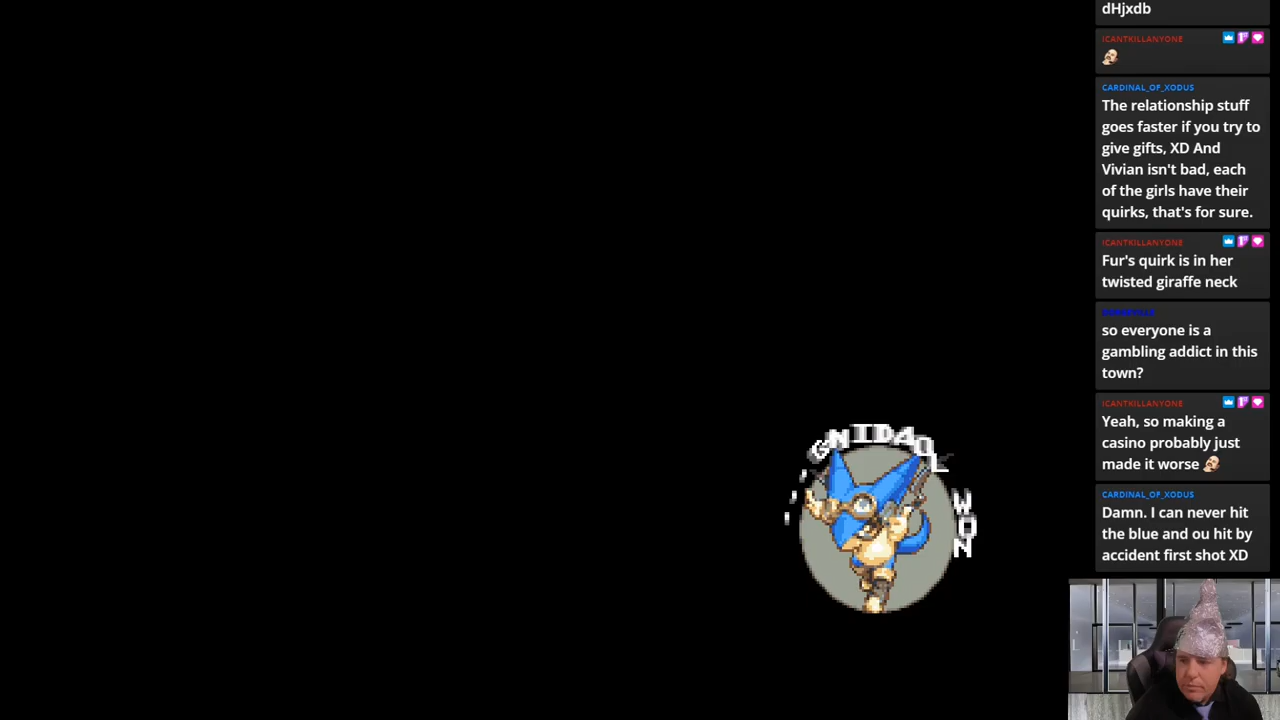 dHjxdb
ICANTKILLANYONE
CARDINAL_OF_XODUS
The relationship stuff
goes faster if you try to
give gifts, XD And
Vivian isn't bad, each
of the girls have their
quirks, that's for sure.
ICANTKILLANYONE
Fur's quirk is in her
twisted giraffe neck
so everyone is a
gambling addict in this
town?
ICANTKILLANYONE
Yeah, so making a
casino probably just
made it worse
CARDINAL_OF_XODUS
Damn. I can never hit
the blue and ou hit by
accident first shot XD
NOW LOADING...